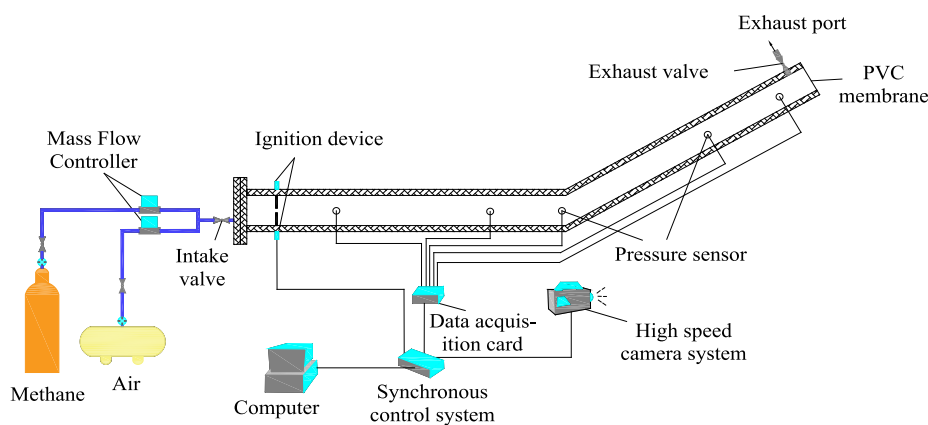 Exhaust port
Exhaust valve
PVC
membrane
Mass Flow
Controller
Ignition device
Intake
valve
Pressure sensor
Data acquis-
ition card
High speed
camera system
Methane
Air
Computer
Synchronous
control system